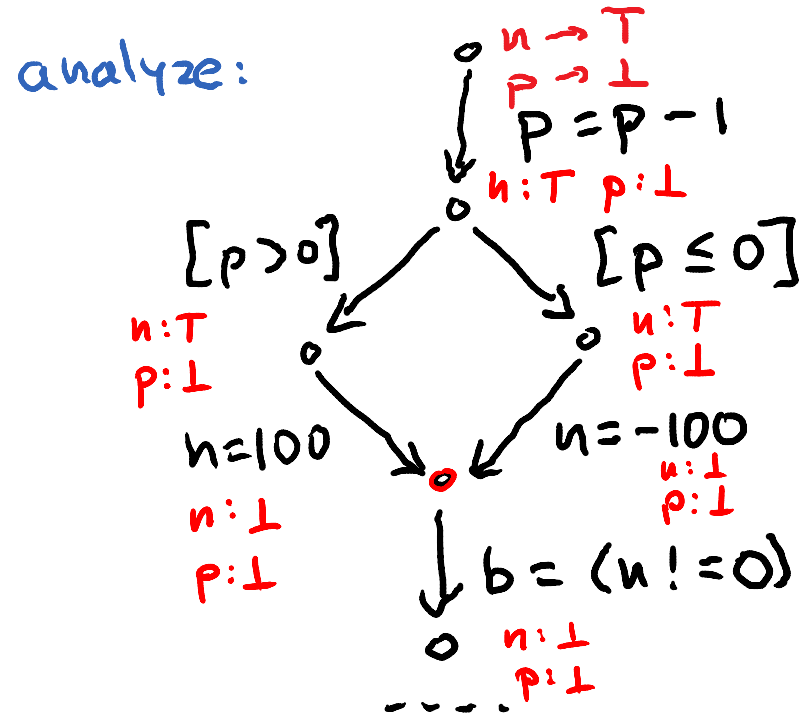 analyze:
n → T
p → ⊥
p = p - 1
n:T p:⊥
[p>0]
[p ≤ 0]
n:T
p:⊥
n:T
p:⊥
n=100
n=-100
n:⊥
p:⊥
n:⊥
p:⊥
b = (n != 0)
n:⊥
p:⊥
----